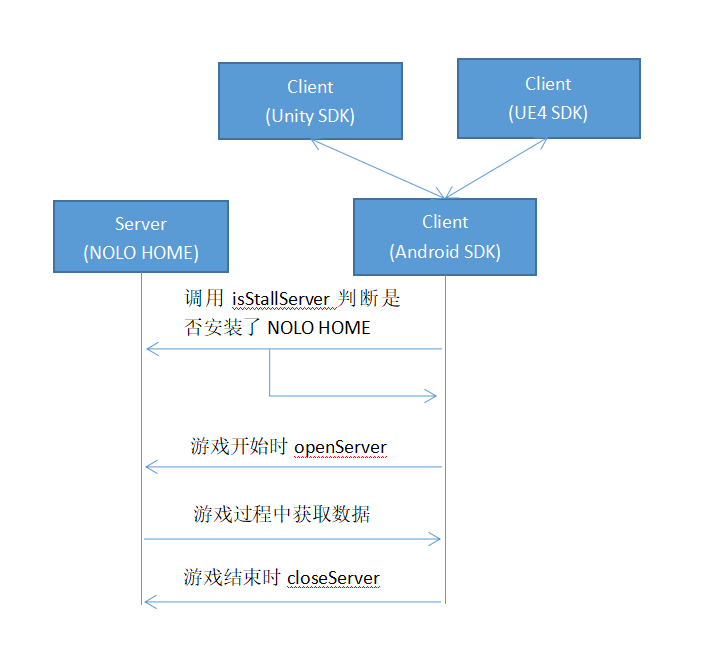 Client
(Unity SDK)
Client
(UE4 SDK)
Server
(NOLO HOME)
Client
(Android SDK)
调用 isStallServer 判断是
否安装了 NOLO HOME
游戏开始时 openServer
游戏过程中获取数据
游戏结束时 closeServer